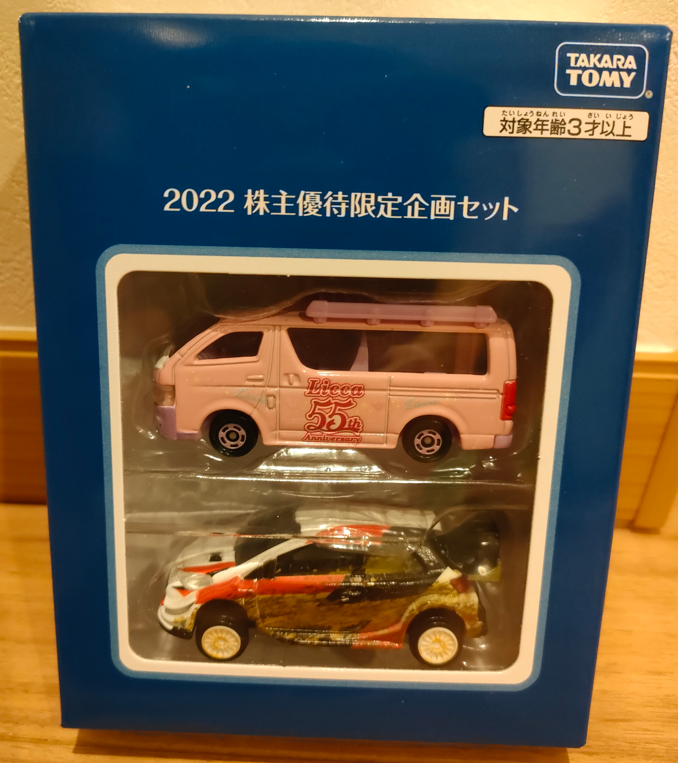 TAKARA
TOMY
たいしょうねんれい さいいじょう
対象年齢3才以上
2022 株主優待限定企画セット
Licca
55th
Anniversary